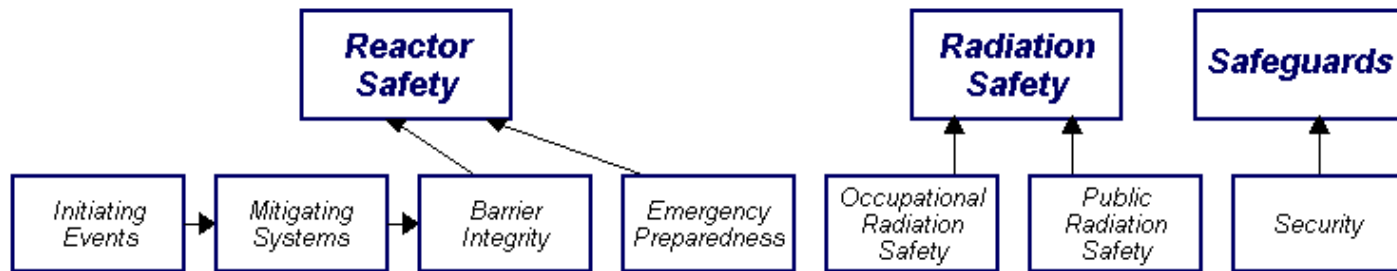 Reactor
Safety
Radiation
Safety
Safeguards
Initiating
Events
Mitigating
Systems
Barrier
Integrity
Emergency
Preparedness
Occupational
Radiation
Safety
Public
Radiation
Safety
Security